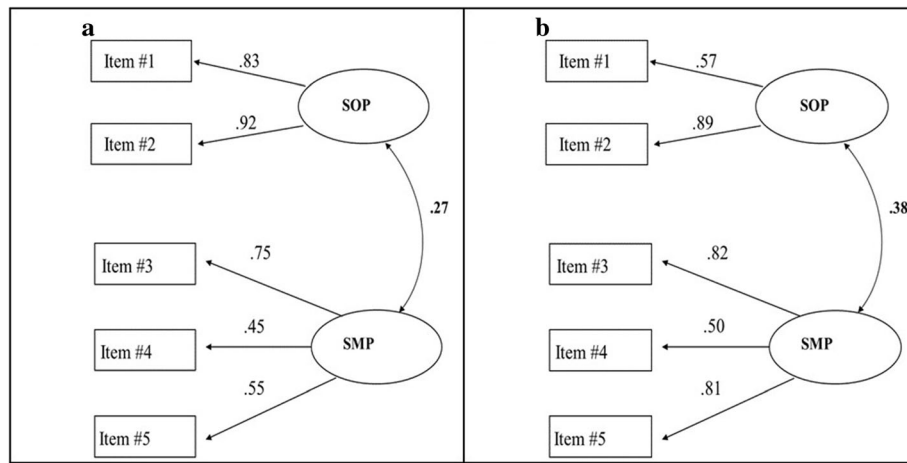 a
Item #1
.83
SOP
Item #2
.92
.27
Item #3
.75
Item #4
.45
SMP
Item #5
.55
b
Item #1
.57
SOP
Item #2
.89
.38
Item #3
.82
Item #4
.50
SMP
Item #5
.81